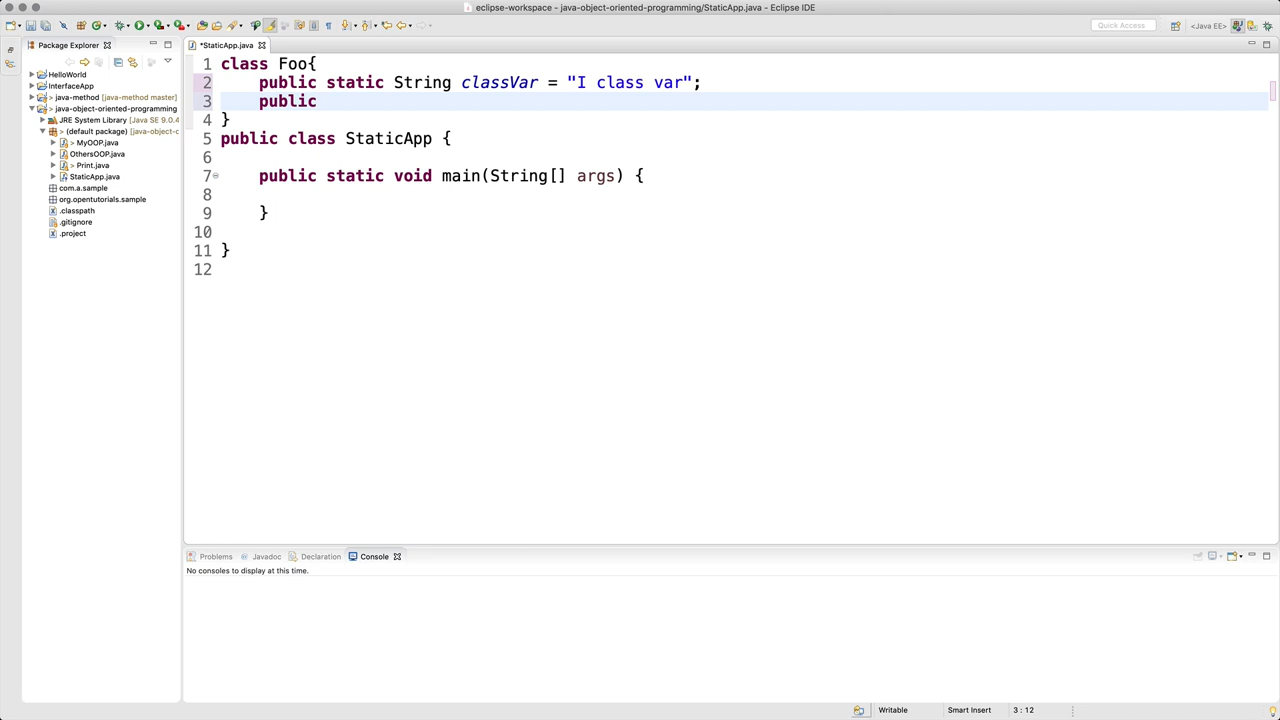 eclipse-workspace - java-object-oriented-programming/StaticApp.java - Eclipse IDE
Quick Access
<Java EE>
Package Explorer
HelloWorld
InterfaceApp
> java-method [java-method master]
> java-object-oriented-programming
JRE System Library [Java SE 9.0.4
> (default package) [java-object-c
> MyOOP.java
OthersOOP.java
> Print.java
StaticApp.java
com.a.sample
org.opentutorials.sample
.classpath
.gitignore
.project
*StaticApp.java
1 class Foo{
2 public static String classVar = "I class var";
3 public
4 }
5 public class StaticApp {
6
7 public static void main(String[] args) {
8
9 }
10
11 }
12
Problems Javadoc Declaration Console
No consoles to display at this time.
Writable Smart Insert 3 : 12